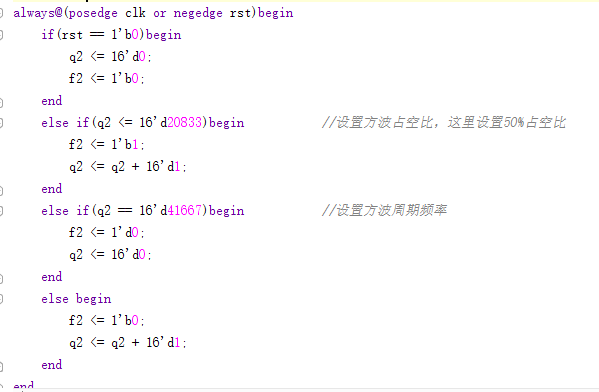 always@(posedge clk or negedge rst)begin
if(rst == 1'b0)begin
q2 <= 16'd0;
f2 <= 1'b0;
end
else if(q2 <= 16'd20833)begin //设置方波占空比，这里设置50%占空比
f2 <= 1'b1;
q2 <= q2 + 16'd1;
end
else if(q2 == 16'd41667)begin //设置方波周期频率
f2 <= 1'd0;
q2 <= 16'd0;
end
else begin
f2 <= 1'b0;
q2 <= q2 + 16'd1;
end
end